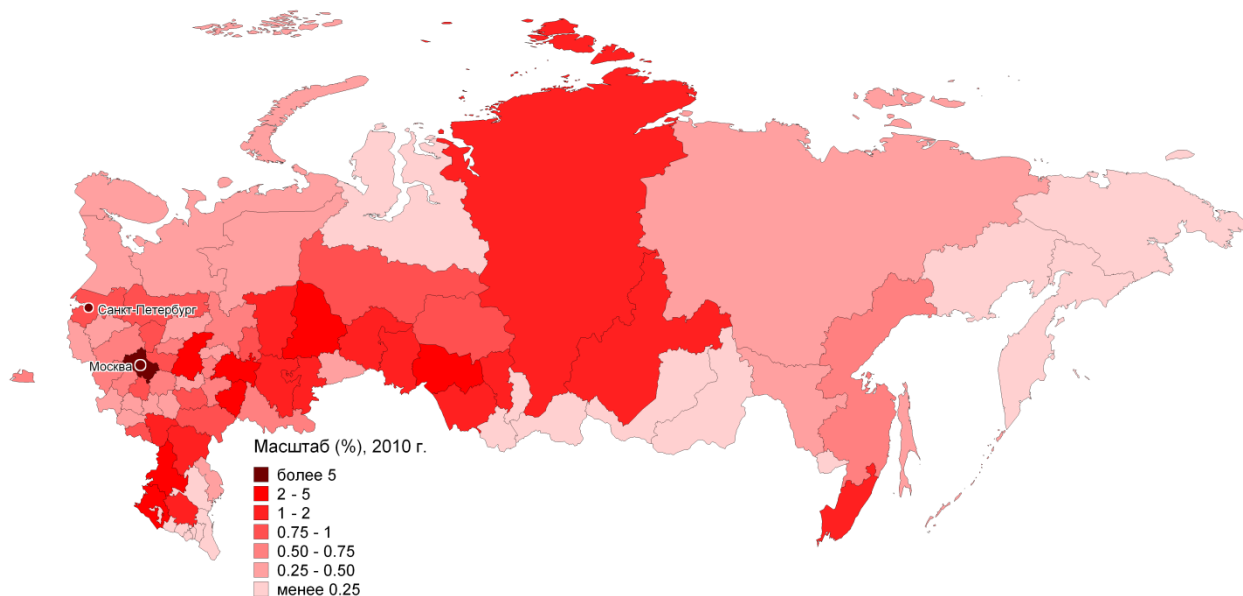 Санкт-Петербург
Москва
Масштаб (%), 2010 г.
более 5
2 - 5
1 - 2
0.75 - 1
0.50 - 0.75
0.25 - 0.50
менее 0.25